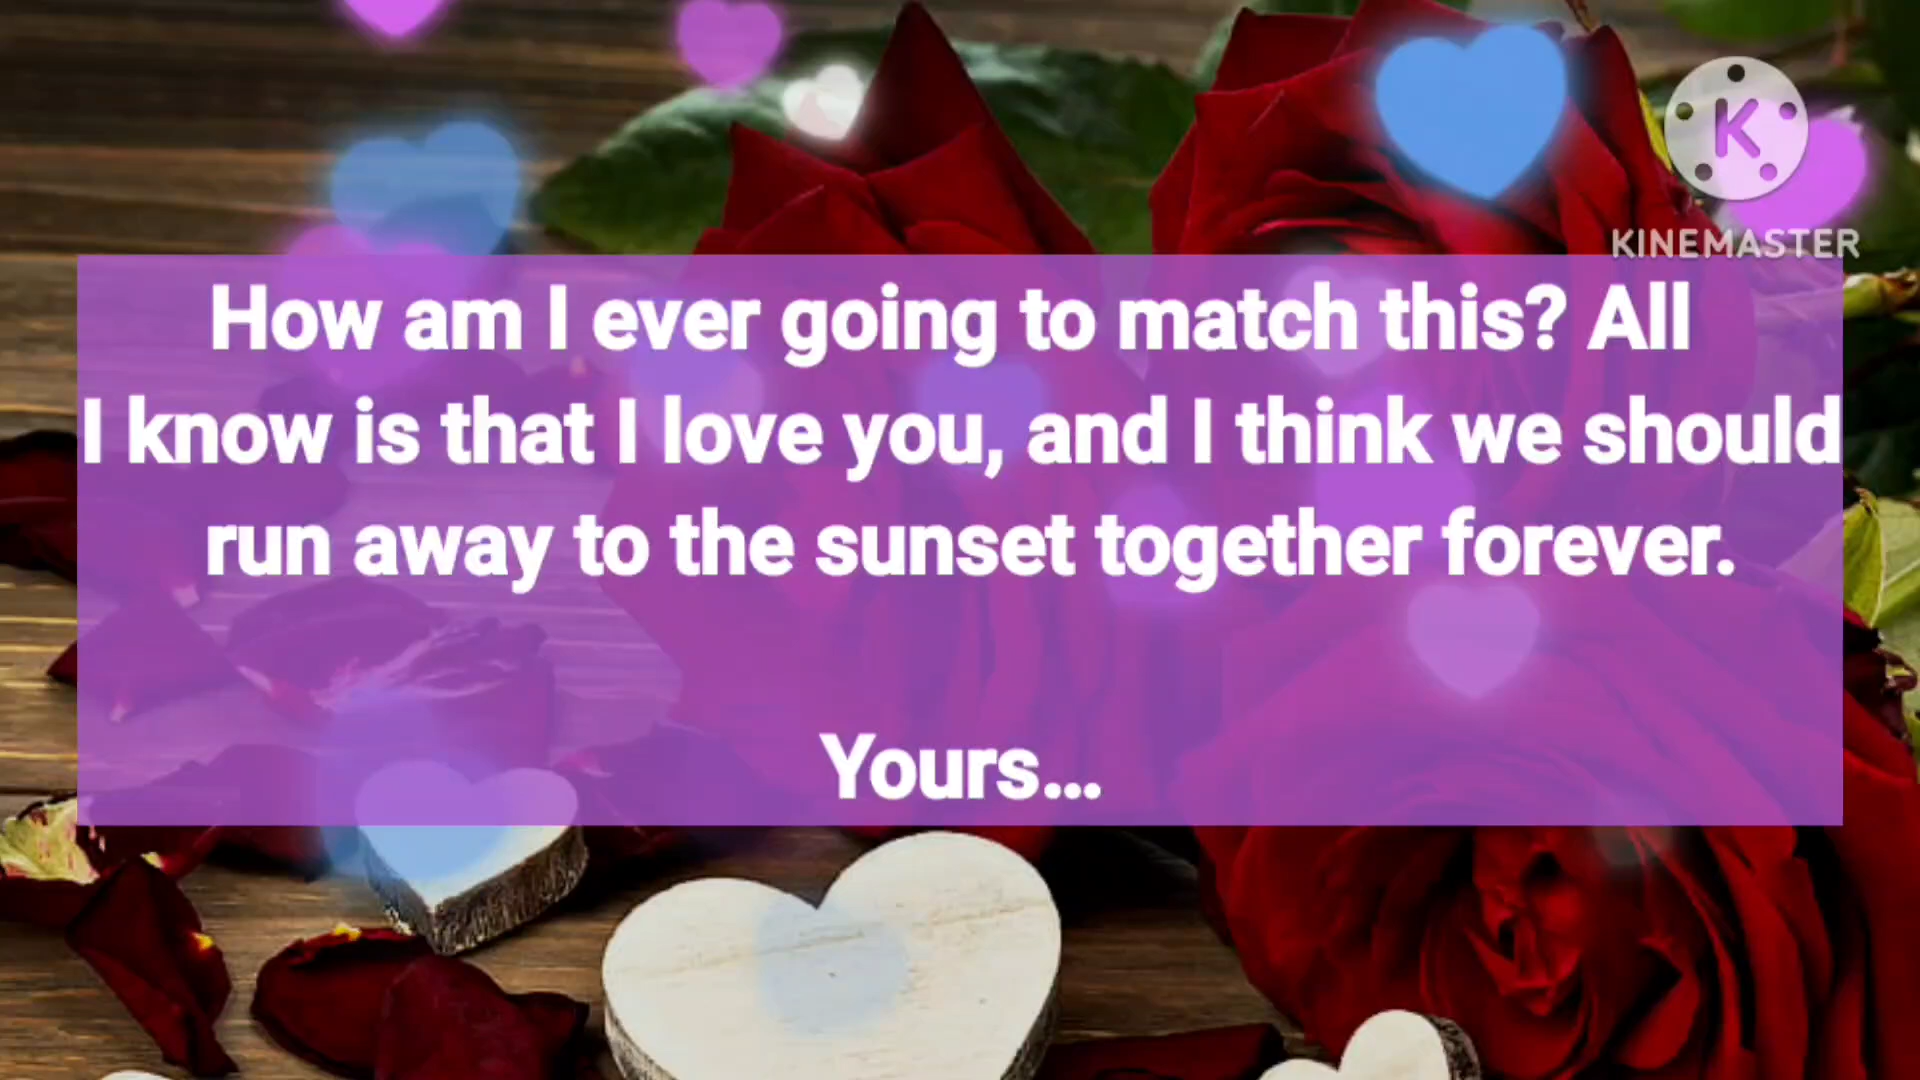 K
KINEMASTER
How am I ever going to match this? All
I know is that I love you, and I think we should
run away to the sunset together forever.
Yours...